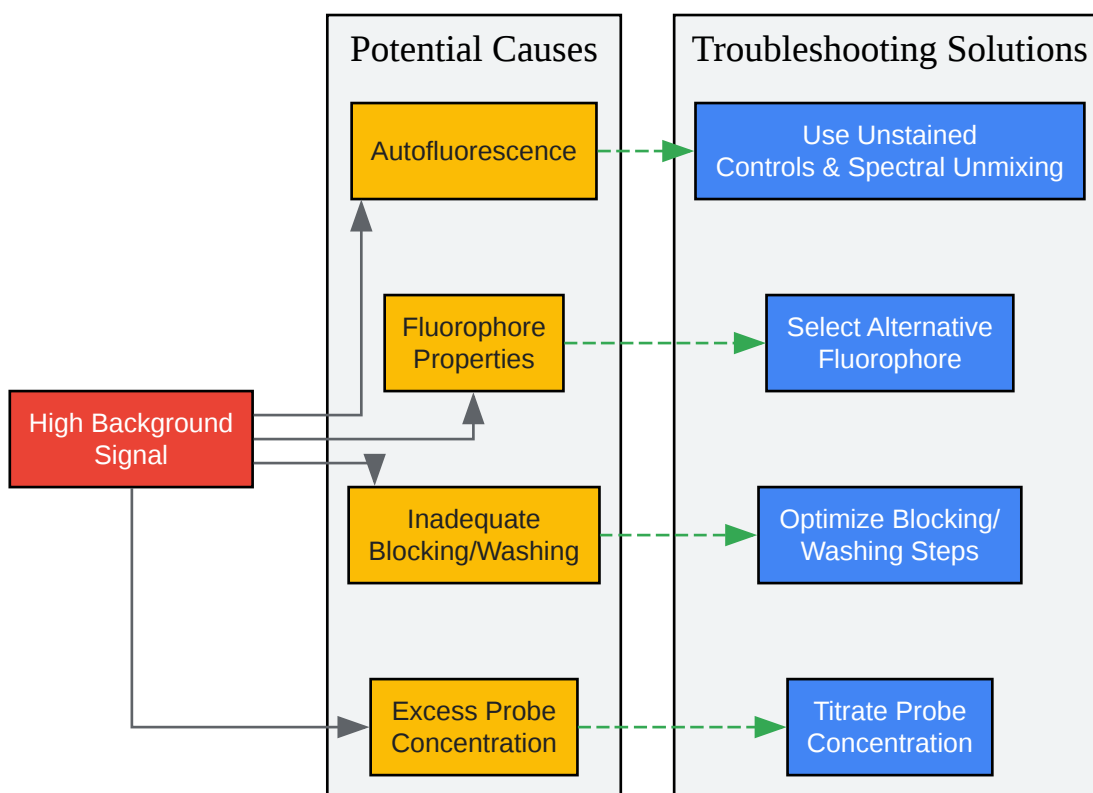 Potential Causes
Troubleshooting Solutions
Autofluorescence
Use Unstained
Controls & Spectral Unmixing
Fluorophore
Properties
Select Alternative
Fluorophore
High Background
Signal
Inadequate
Blocking/Washing
Optimize Blocking/
Washing Steps
Excess Probe
Concentration
Titrate Probe
Concentration